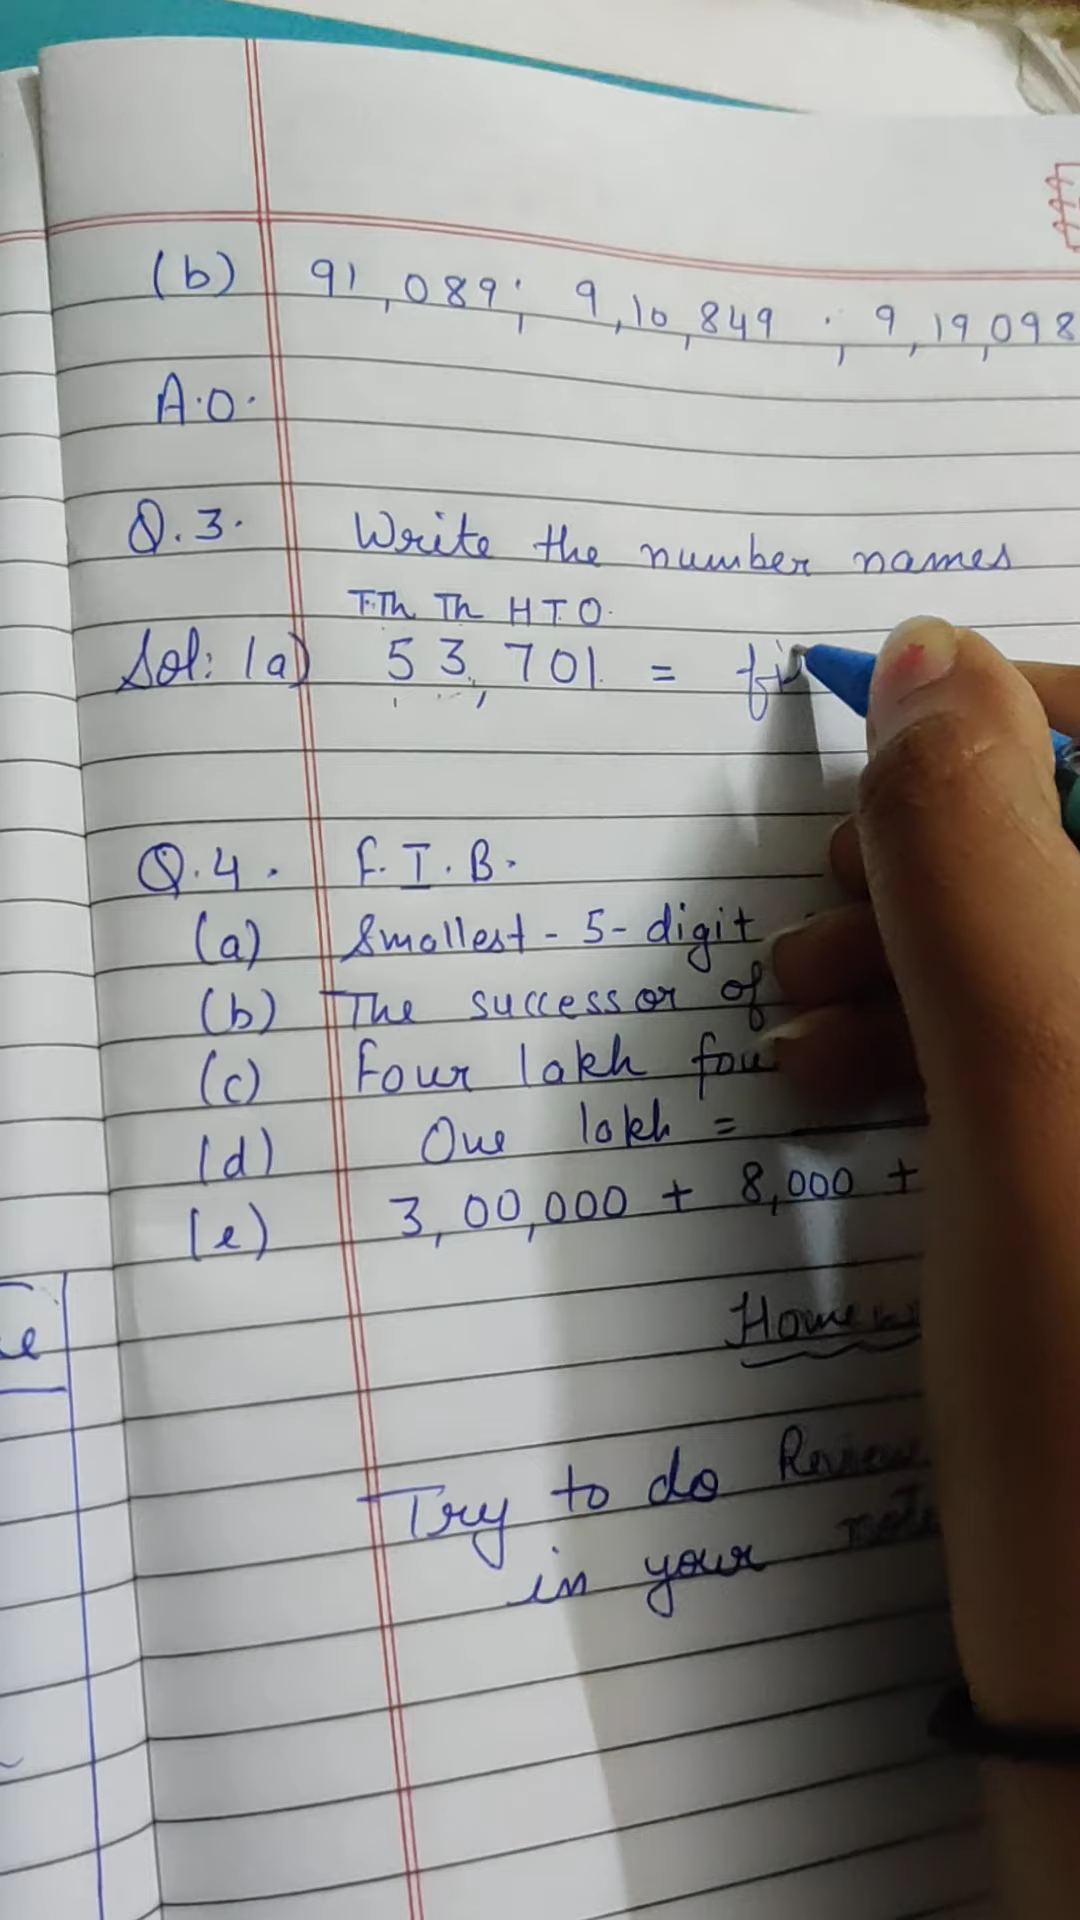 (b) 91,089; 9,10,849 ; 9,19,098
A.O.
Q.3. Write the number names
T.Th Th H T O.
Sol: (a) 53,701 = fi
Q.4. F.I.B.
(a) Smallest - 5 - digit
(b) The successor of
(c) Four lakh fou
(d) One lakh =
(e) 3,00,000 + 8,000 +
Try to do
in your